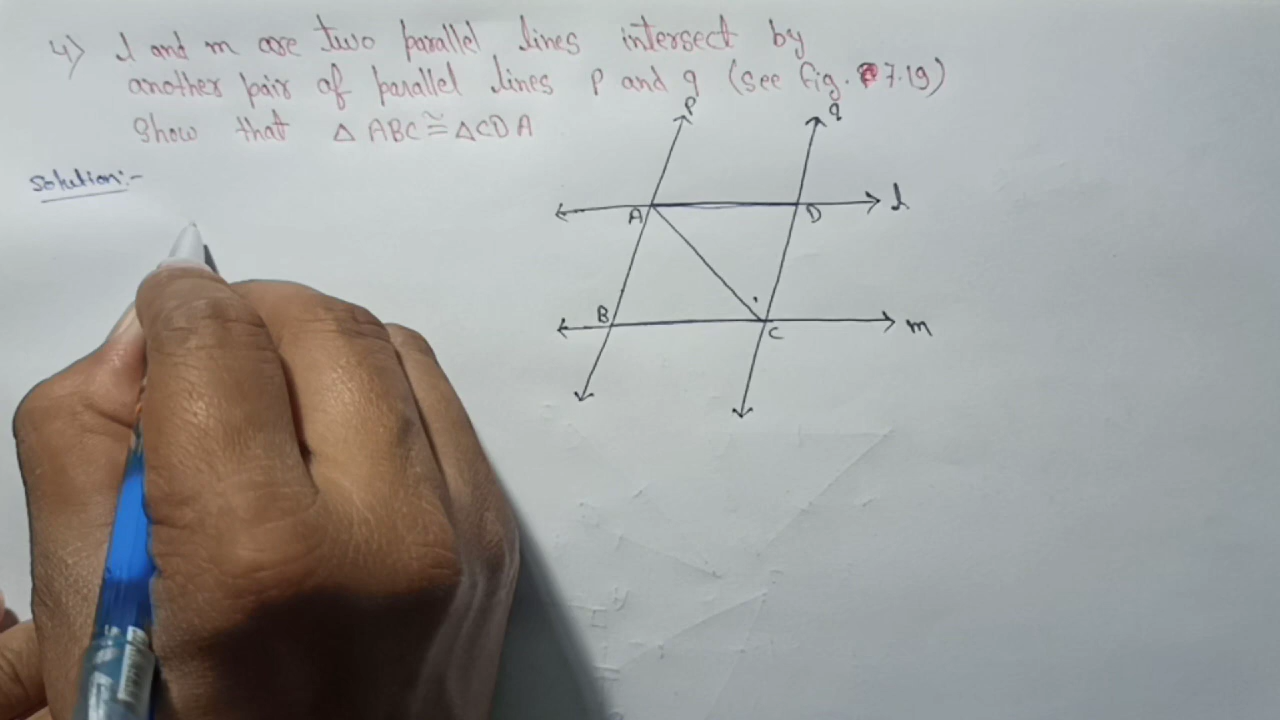 4) l and m are two parallel lines intersect by
another pair of parallel lines p and q (see fig. 7.19)
Show that △ ABC ≅ △CDA
Solution:-
p
q
A
D
l
B
C
m